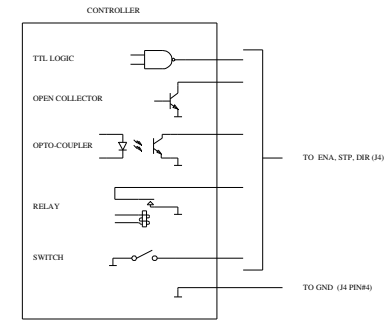 CONTROLLER
TTL LOGIC
OPEN COLLECTOR
OPTO-COUPLER
TO ENA, STP, DIR (J4)
RELAY
SWITCH
TO GND (J4 PIN#4)